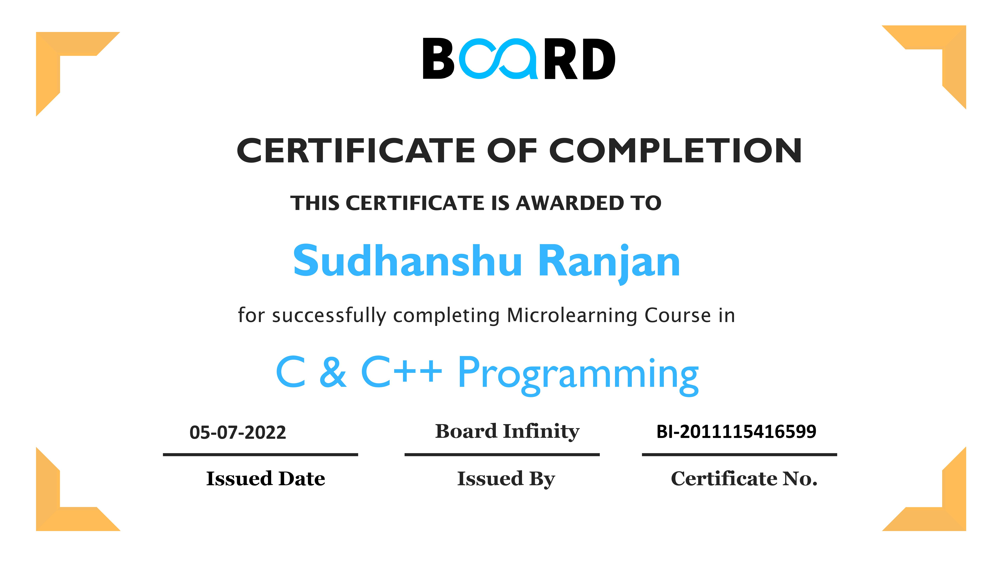 BOARD
CERTIFICATE OF COMPLETION
THIS CERTIFICATE IS AWARDED TO
Sudhanshu Ranjan
for successfully completing Microlearning Course in
C & C++ Programming
05-07-2022 Board Infinity BI-2011115416599
Issued Date Issued By Certificate No.